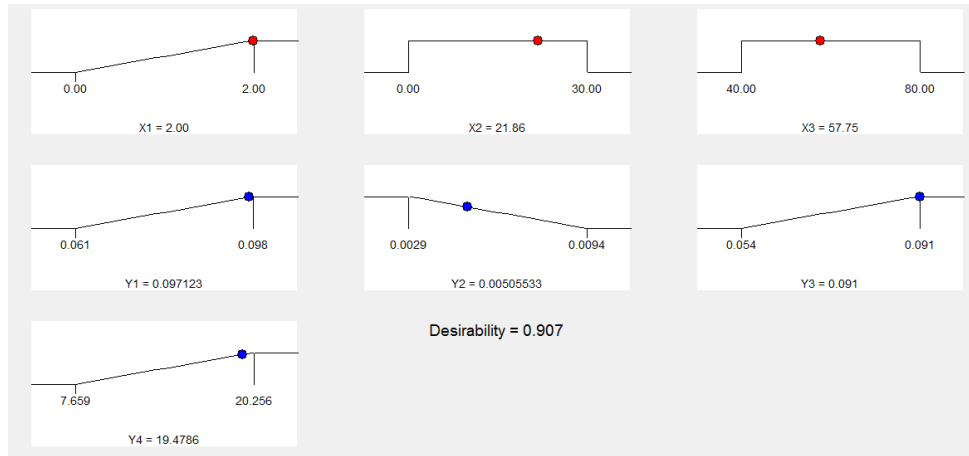 0.00 2.00
X1 = 2.00
0.00 30.00
X2 = 21.86
40.00 80.00
X3 = 57.75
0.061 0.098
Y1 = 0.097123
0.0029 0.0094
Y2 = 0.00505533
0.054 0.091
Y3 = 0.091
7.659 20.256
Y4 = 19.4786
Desirability = 0.907